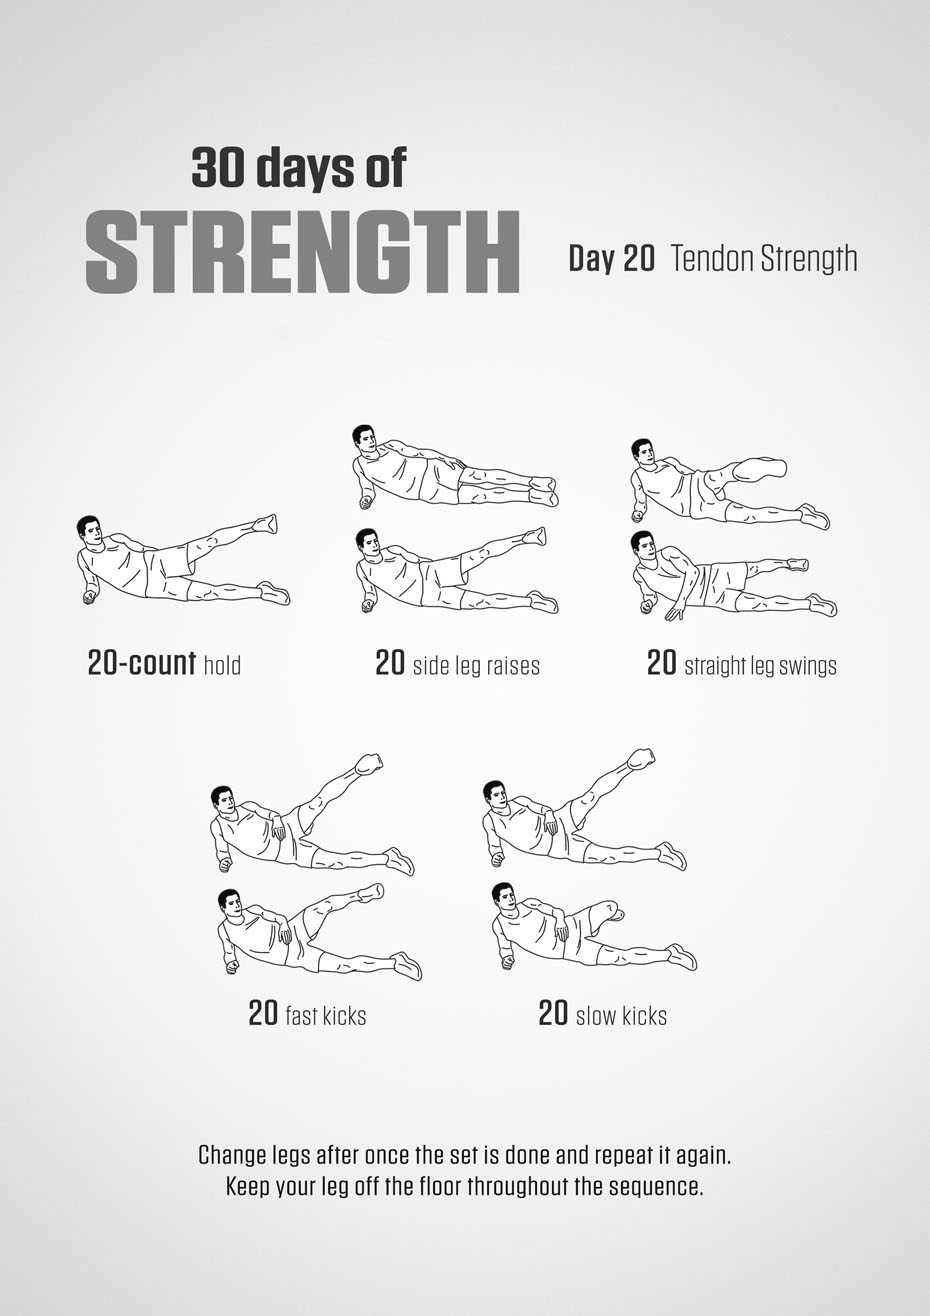 30 days of
STRENGTH
Day 20 Tendon Strength
20-count hold
20 side leg raises
20 straight leg swings
20 fast kicks
20 slow kicks
Change legs after once the set is done and repeat it again.
Keep your leg off the floor throughout the sequence.